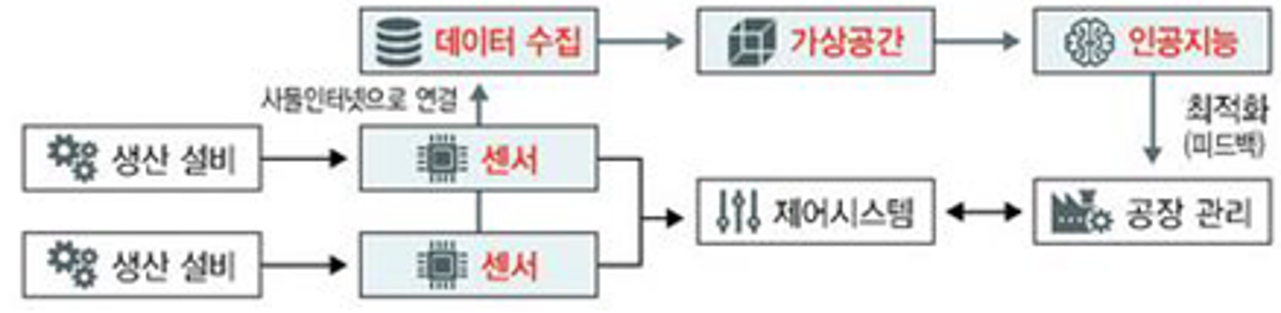 데이터 수집
가상공간
인공지능
사물인터넷으로 연결
최적화
(피드백)
생산 설비
센서
제어시스템
공장 관리
생산 설비
센서